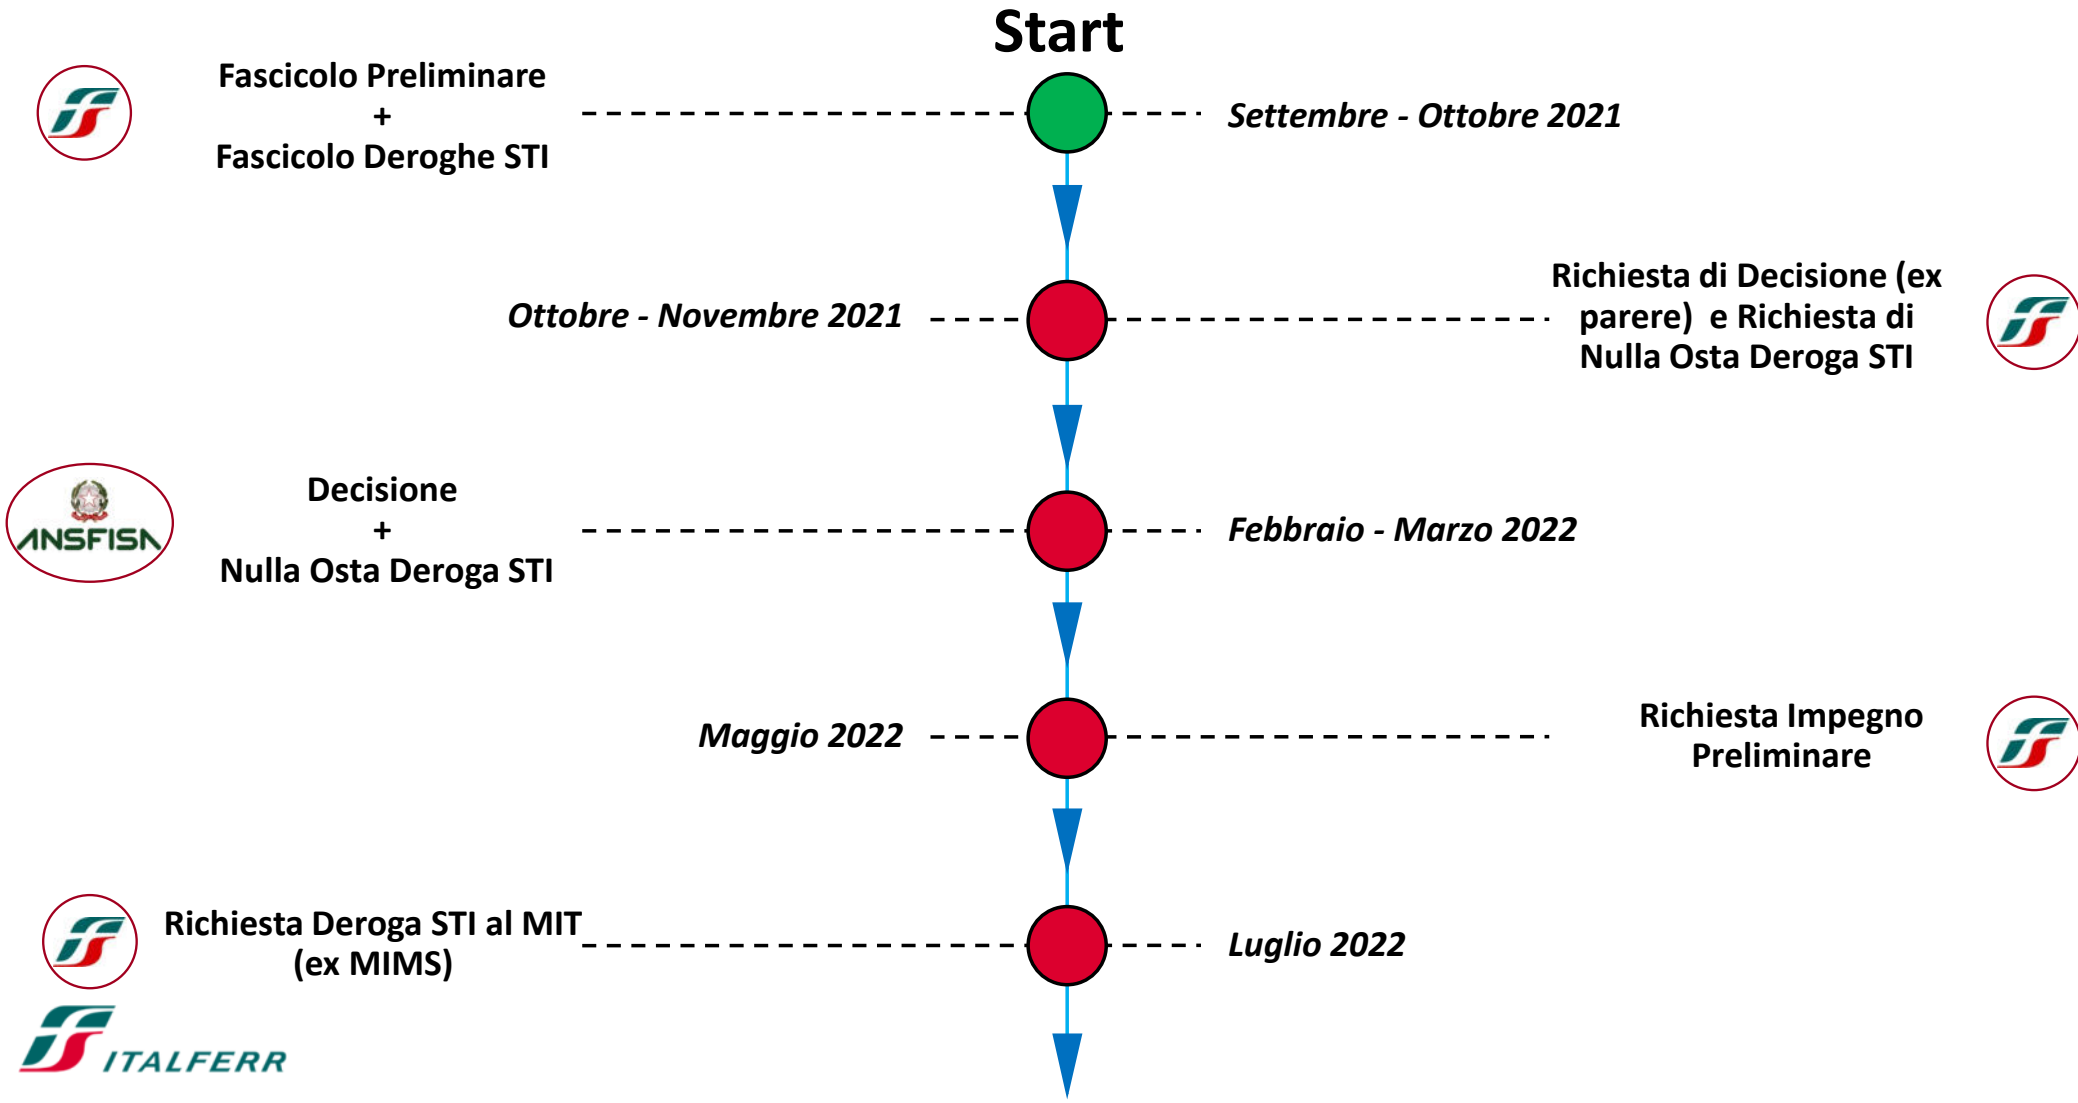 Start
Fascicolo Preliminare
+
Fascicolo Deroghe STI
Settembre - Ottobre 2021
Ottobre - Novembre 2021
Richiesta di Decisione (ex
parere) e Richiesta di
Nulla Osta Deroga STI
ANSFISA
Decisione
+
Nulla Osta Deroga STI
Febbraio - Marzo 2022
Maggio 2022
Richiesta Impegno
Preliminare
Richiesta Deroga STI al MIT
(ex MIMS)
Luglio 2022
ITALFERR